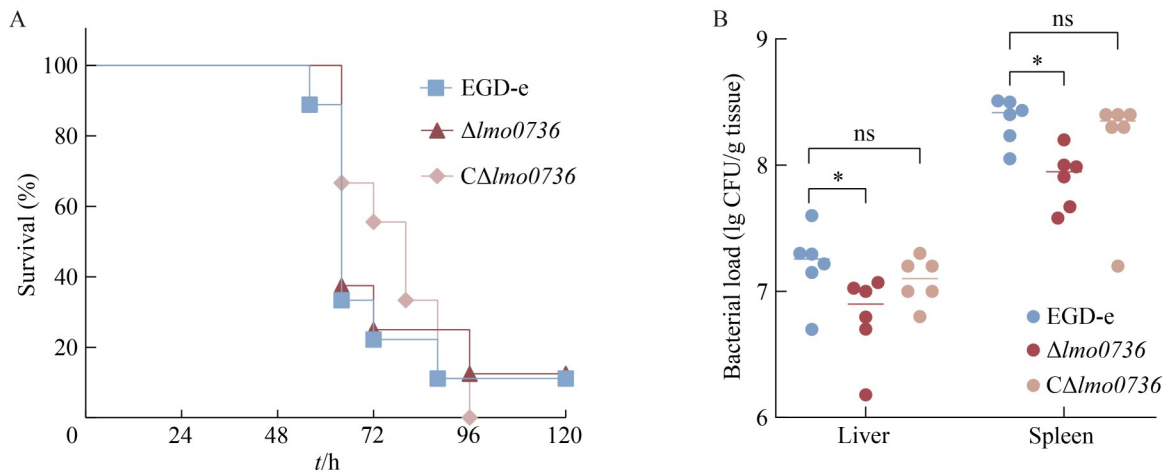 A
100
80
60
40
20
0
24
48
72
96
120
Survival (%)
t/h
EGD-e
Δlmo0736
CΔlmo0736
B
9
8
7
6
Bacterial load (lg CFU/g tissue)
ns
*
ns
*
EGD-e
Δlmo0736
CΔlmo0736
Liver
Spleen